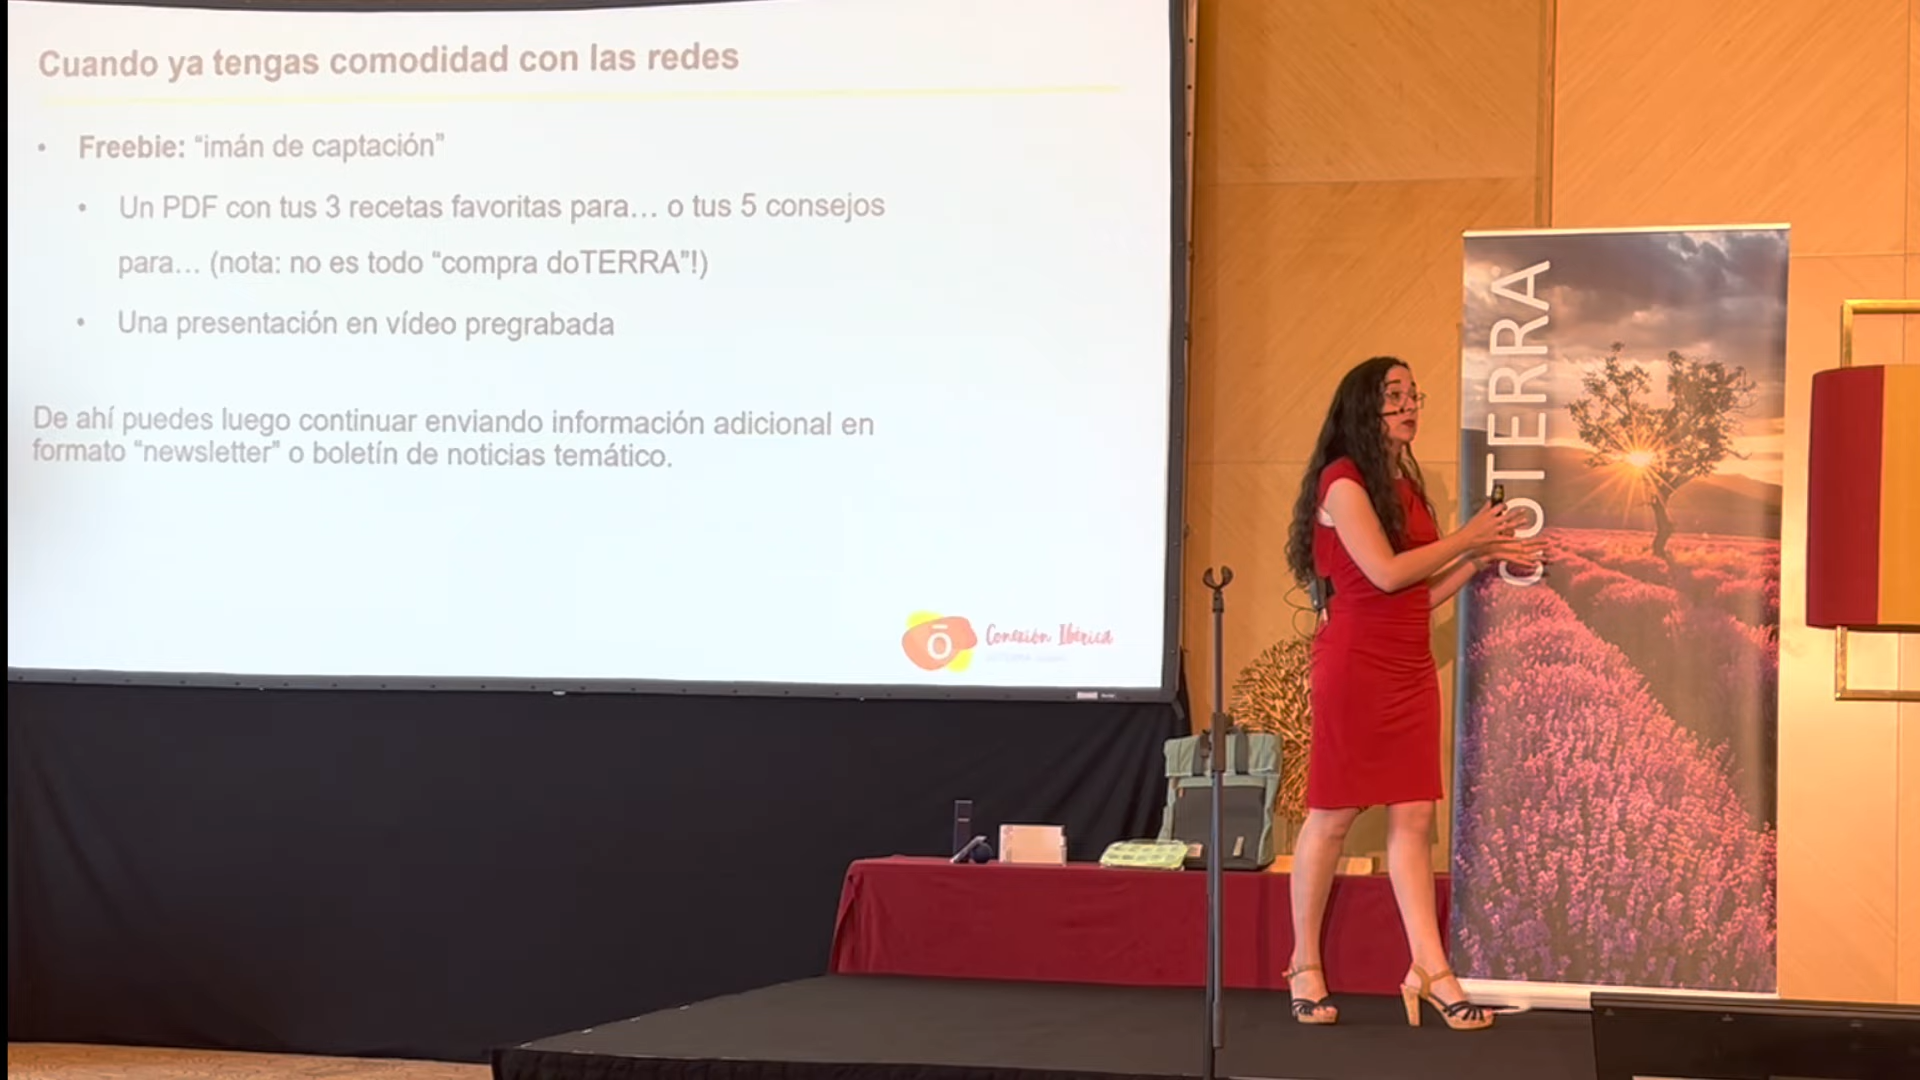 Cuando ya tengas comodidad con las redes
• Freebie: “imán de captación”
• Un PDF con tus 3 recetas favoritas para… o tus 5 consejos
para… (nota: no es todo “compra doTERRA”!)
• Una presentación en vídeo pregrabada
De ahí puedes luego continuar enviando información adicional en
formato “newsletter” o boletín de noticias temático.
ō Conexión Ibérica
dōTERRA